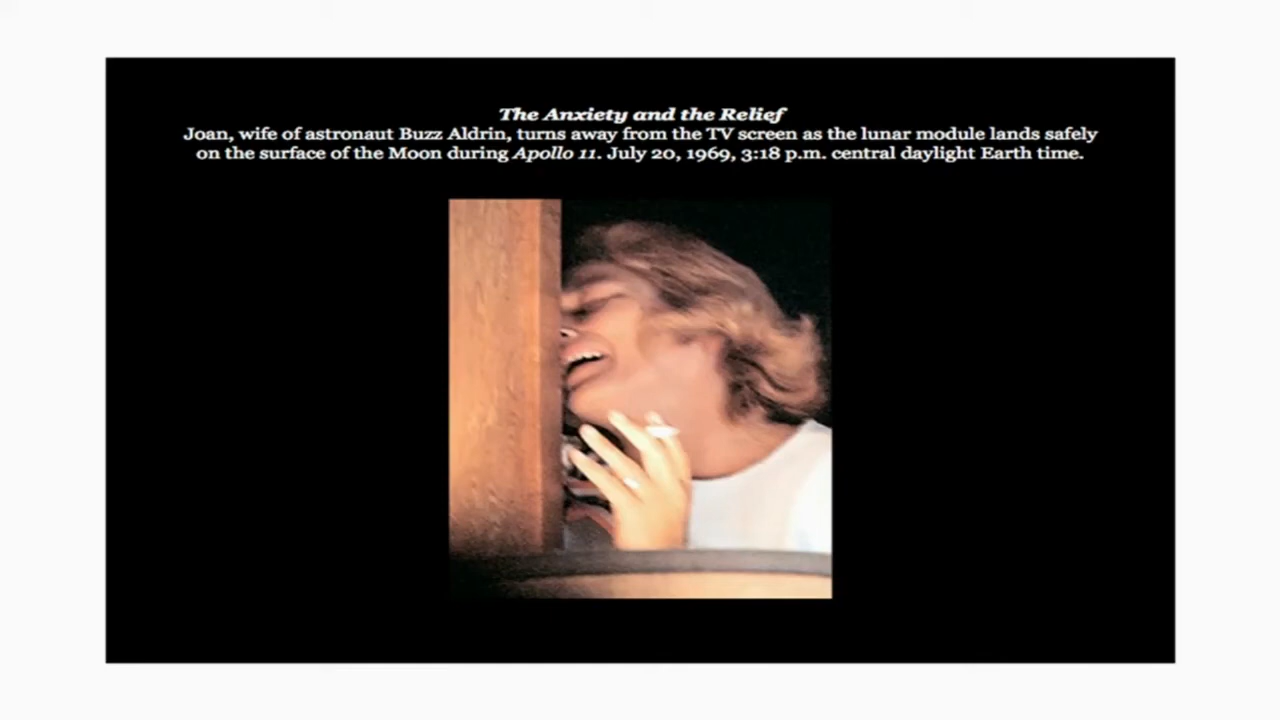 The Anxiety and the Relief
Joan, wife of astronaut Buzz Aldrin, turns away from the TV screen as the lunar module lands safely
on the surface of the Moon during Apollo 11. July 20, 1969, 3:18 p.m. central daylight Earth time.